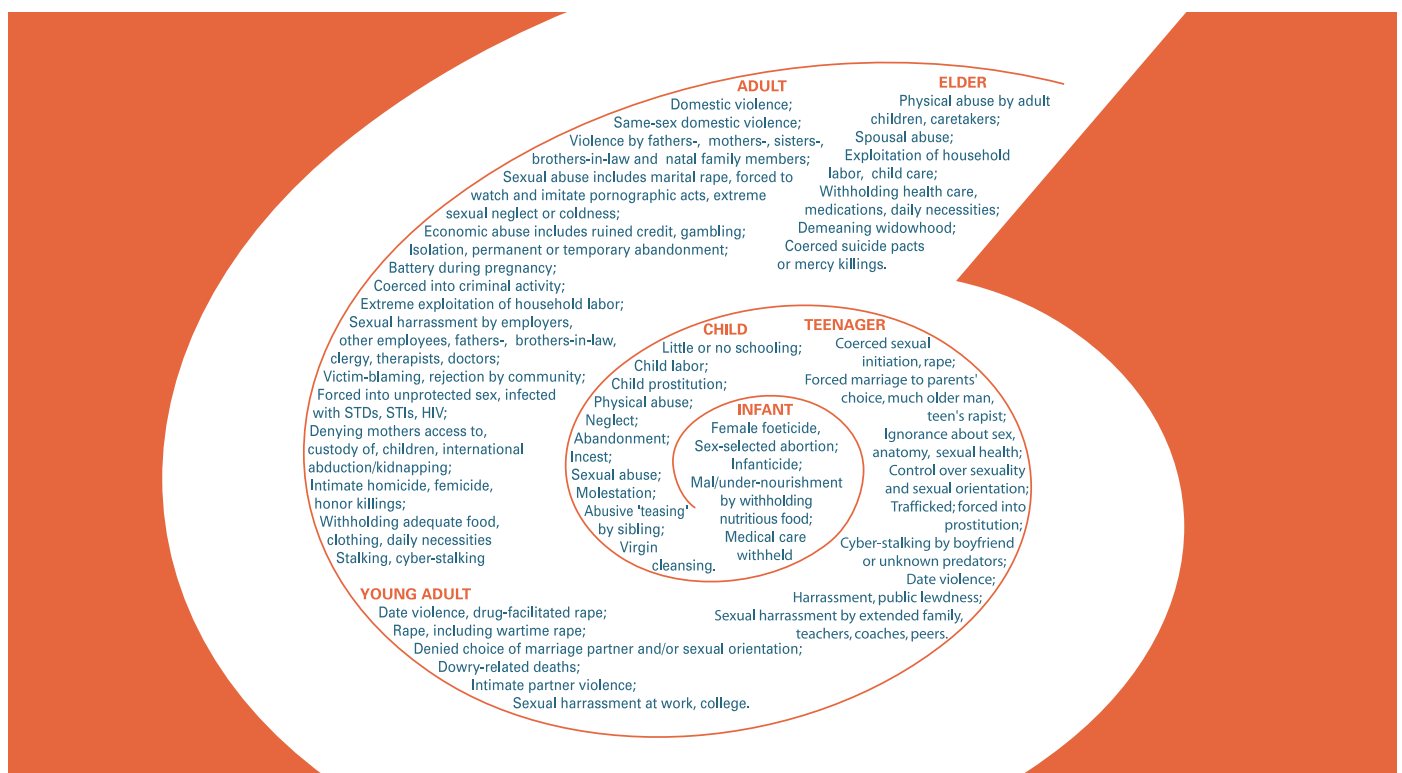 ADULT
Domestic violence;
Same-sex domestic violence;
Violence by fathers-, mothers-, sisters-,
brothers-in-law and natal family members;
Sexual abuse includes marital rape, forced to
watch and imitate pornographic acts, extreme
sexual neglect or coldness;
Economic abuse includes ruined credit, gambling;
Isolation, permanent or temporary abandonment;
Battery during pregnancy;
Coerced into criminal activity;
Extreme exploitation of household labor;
Sexual harrassment by employers,
other employees, fathers-, brothers-in-law,
clergy, therapists, doctors;
Victim-blaming, rejection by community;
Forced into unprotected sex, infected
with STDs, STIs, HIV;
Denying mothers access to,
custody of, children, international
abduction/kidnapping;
Intimate homicide, femicide,
honor killings;
Withholding adequate food,
clothing, daily necessities
Stalking, cyber-stalking
ELDER
Physical abuse by adult
children, caretakers;
Spousal abuse;
Exploitation of household
labor, child care;
Withholding health care,
medications, daily necessities;
Demeaning widowhood;
Coerced suicide pacts
or mercy killings.
CHILD
Little or no schooling;
Child labor;
Child prostitution;
Physical abuse;
Neglect;
Abandonment;
Incest;
Sexual abuse;
Molestation;
Abusive 'teasing'
by sibling;
Virgin
cleansing.
INFANT
Female foeticide,
Sex-selected abortion;
Infanticide;
Mal/under-nourishment
by withholding
nutritious food;
Medical care
withheld
TEENAGER
Coerced sexual
initiation, rape;
Forced marriage to parents'
choice, much older man,
teen's rapist;
Ignorance about sex,
anatomy, sexual health;
Control over sexuality
and sexual orientation;
Trafficked; forced into
prostitution;
Cyber-stalking by boyfriend
or unknown predators;
Date violence;
Harrassment, public lewdness;
Sexual harrassment by extended family,
teachers, coaches, peers.
YOUNG ADULT
Date violence, drug-facilitated rape;
Rape, including wartime rape;
Denied choice of marriage partner and/or sexual orientation;
Dowry-related deaths;
Intimate partner violence;
Sexual harrassment at work, college.